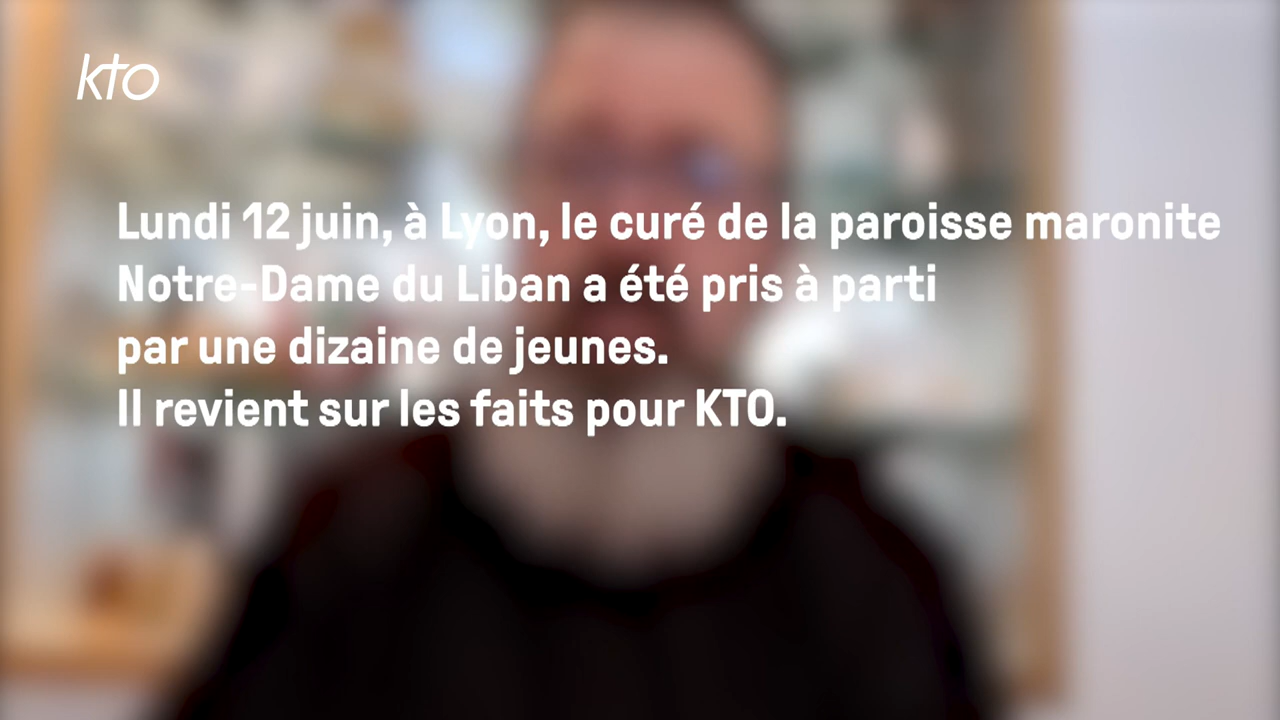 kto
Lundi 12 juin, à Lyon, le curé de la paroisse maronite
Notre-Dame du Liban a été pris à parti
par une dizaine de jeunes.
Il revient sur les faits pour KTO.